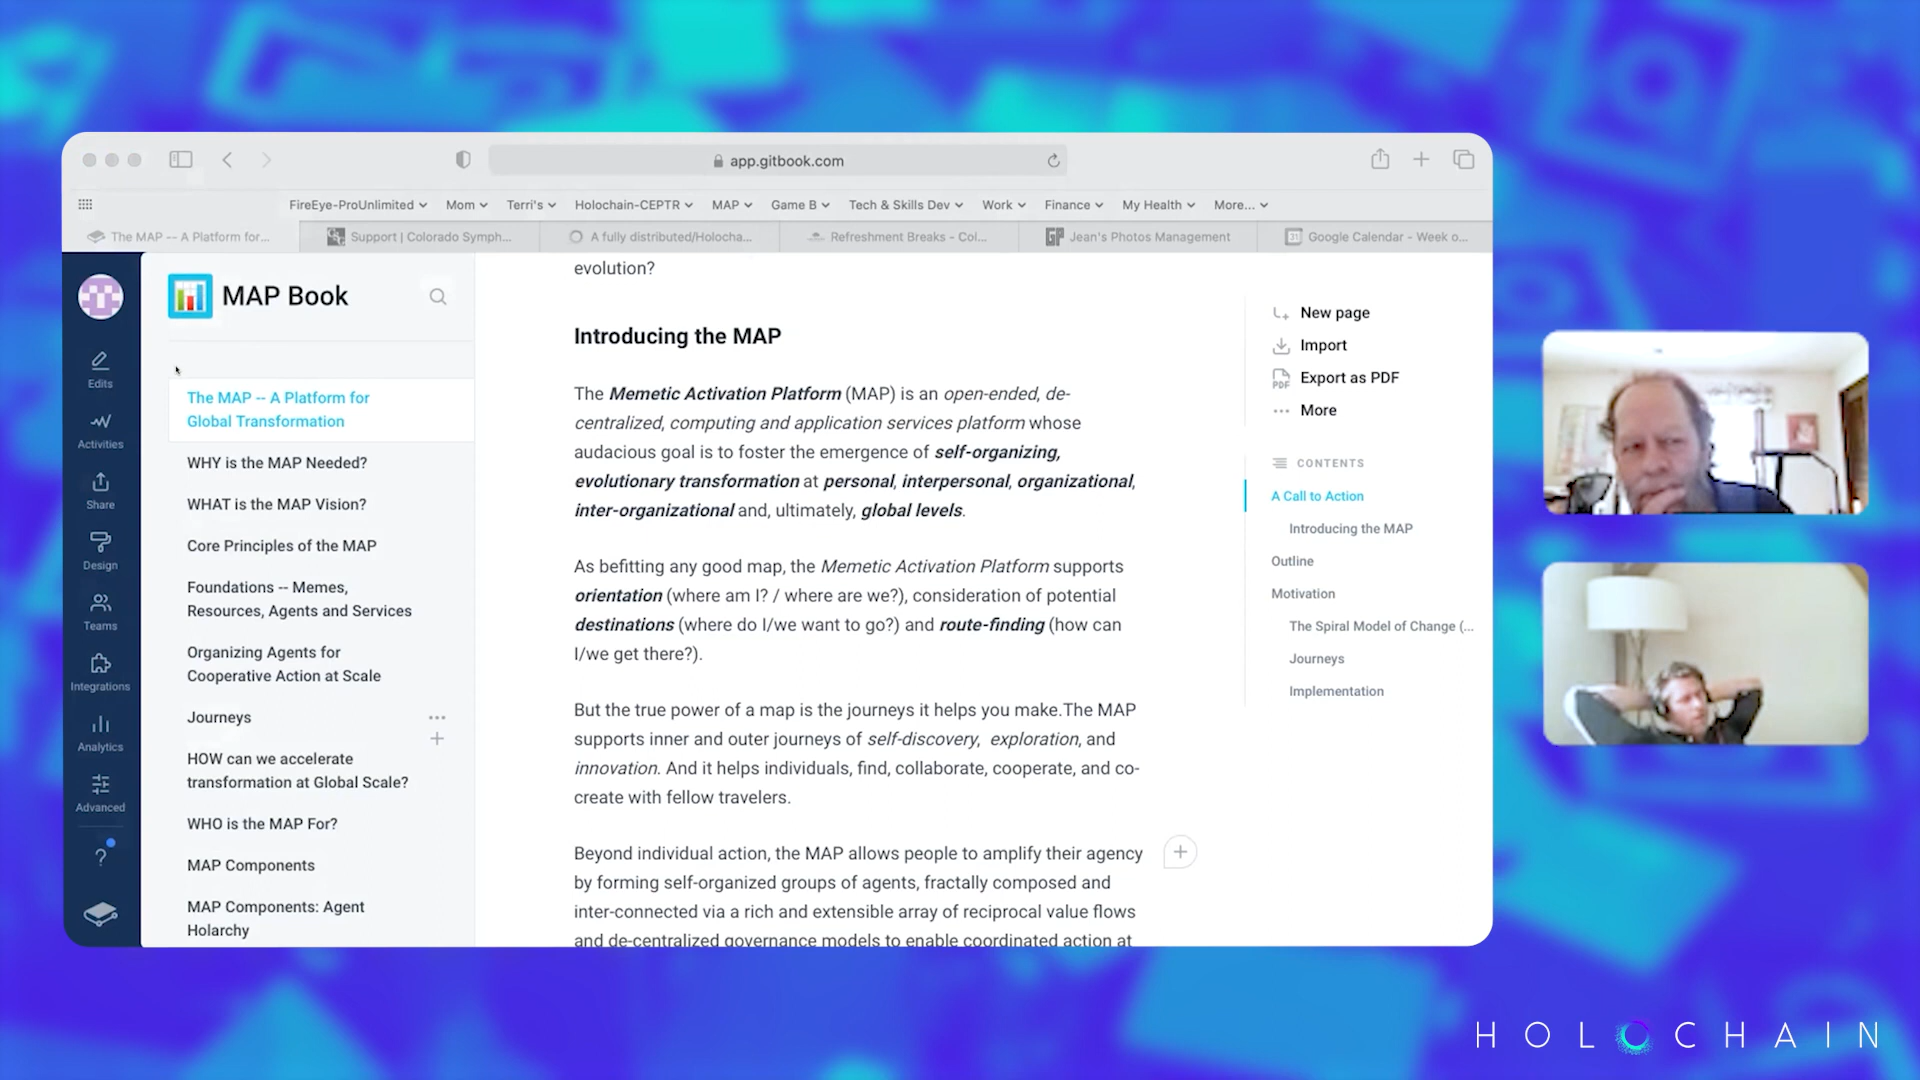 app.gitbook.com
FireEye-ProUnlimited Mom Terri's Holochain-CEPTR MAP Game B Tech & Skills Dev Work Finance My Health More...
The MAP -- A Platform for... Support | Colorado Symph... A fully distributed/Holocha... Refreshment Breaks - Col... Jean's Photos Management Google Calendar - Week o...
Edits
Activities
Share
Design
Teams
Integrations
Analytics
Advanced
?
MAP Book
The MAP -- A Platform for
Global Transformation
WHY is the MAP Needed?
WHAT is the MAP Vision?
Core Principles of the MAP
Foundations -- Memes,
Resources, Agents and Services
Organizing Agents for
Cooperative Action at Scale
Journeys
HOW can we accelerate
transformation at Global Scale?
WHO is the MAP For?
MAP Components
MAP Components: Agent
Holarchy
evolution?
Introducing the MAP
The Memetic Activation Platform (MAP) is an open-ended, de-
centralized, computing and application services platform whose
audacious goal is to foster the emergence of self-organizing,
evolutionary transformation at personal, interpersonal, organizational,
inter-organizational and, ultimately, global levels.
As befitting any good map, the Memetic Activation Platform supports
orientation (where am I? / where are we?), consideration of potential
destinations (where do I/we want to go?) and route-finding (how can
I/we get there?).
But the true power of a map is the journeys it helps you make.The MAP
supports inner and outer journeys of self-discovery, exploration, and
innovation. And it helps individuals, find, collaborate, cooperate, and co-
create with fellow travelers.
Beyond individual action, the MAP allows people to amplify their agency
by forming self-organized groups of agents, fractally composed and
inter-connected via a rich and extensible array of reciprocal value flows
and de-centralized governance models to enable coordinated action at
New page
Import
PDF Export as PDF
More
CONTENTS
A Call to Action
Introducing the MAP
Outline
Motivation
The Spiral Model of Change (...
Journeys
Implementation
HOLOCHAIN